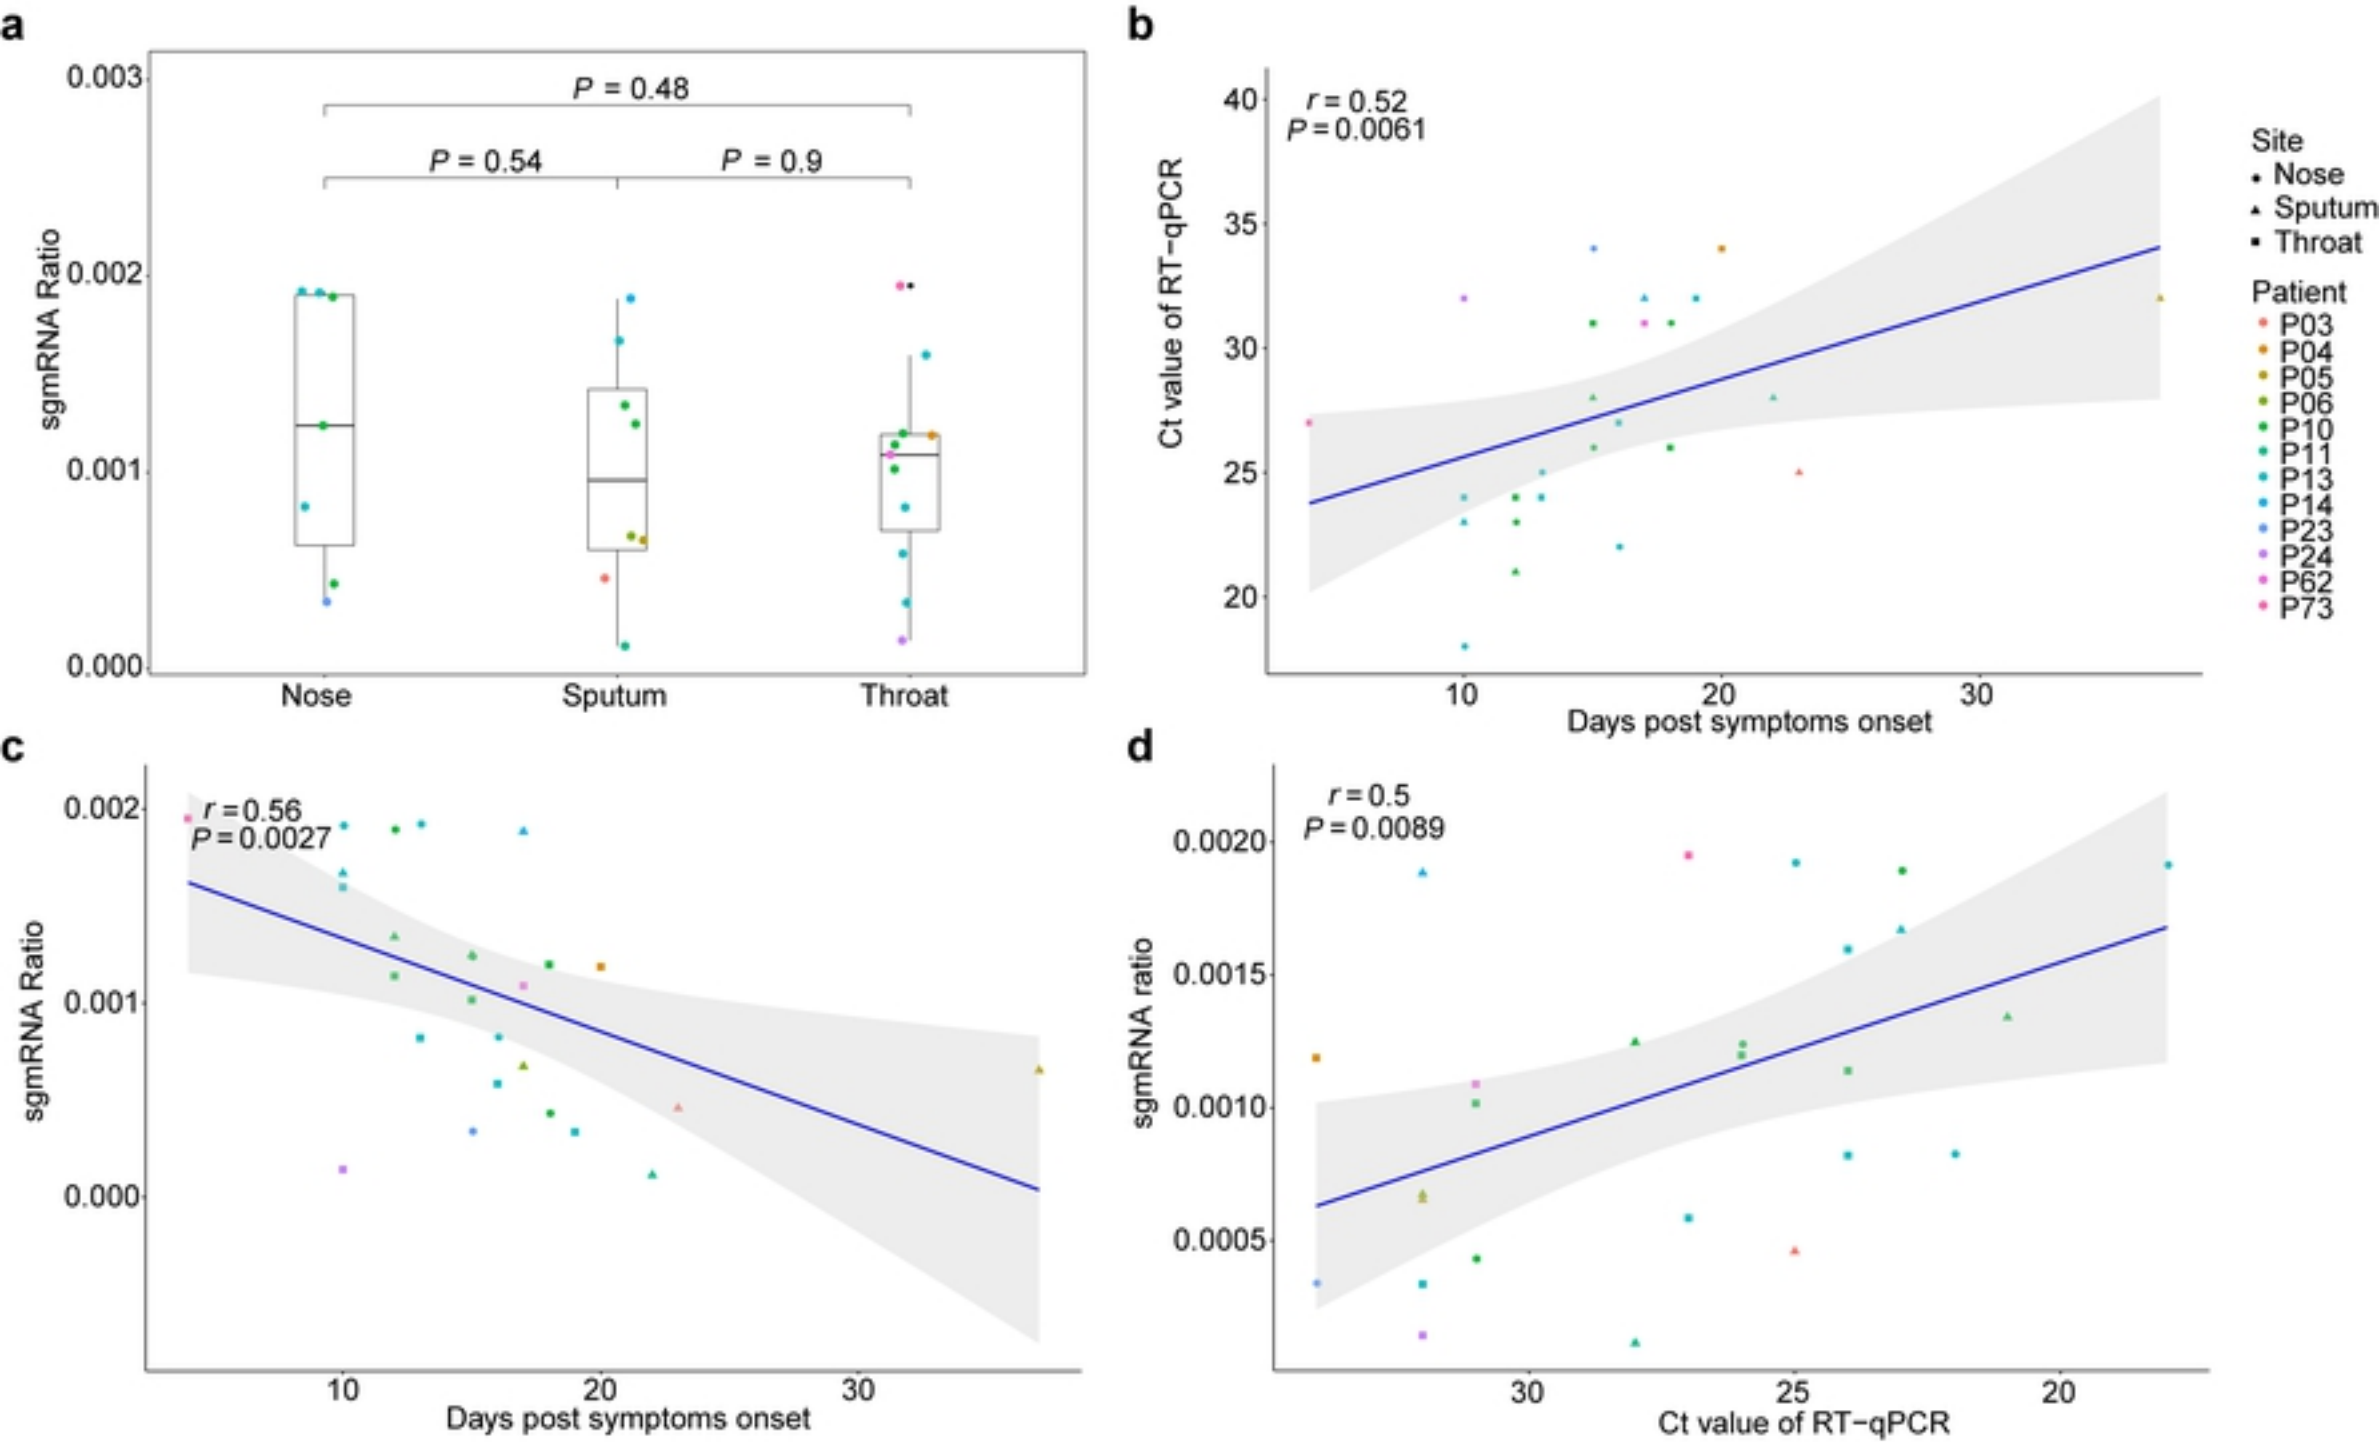 a
0.003
0.002
0.001
0.000
sgmRNA Ratio
P = 0.48
P = 0.54
P = 0.9
Nose
Sputum
Throat
b
40
35
30
25
20
Ct value of RT−qPCR
r = 0.52
P = 0.0061
10
20
30
Days post symptoms onset
Site
Nose
Sputum
Throat
Patient
P03
P04
P05
P06
P10
P11
P13
P14
P23
P24
P62
P73
c
0.002
0.001
0.000
sgmRNA Ratio
r = 0.56
P = 0.0027
10
20
30
Days post symptoms onset
d
0.0020
0.0015
0.0010
0.0005
sgmRNA ratio
r = 0.5
P = 0.0089
30
25
20
Ct value of RT−qPCR